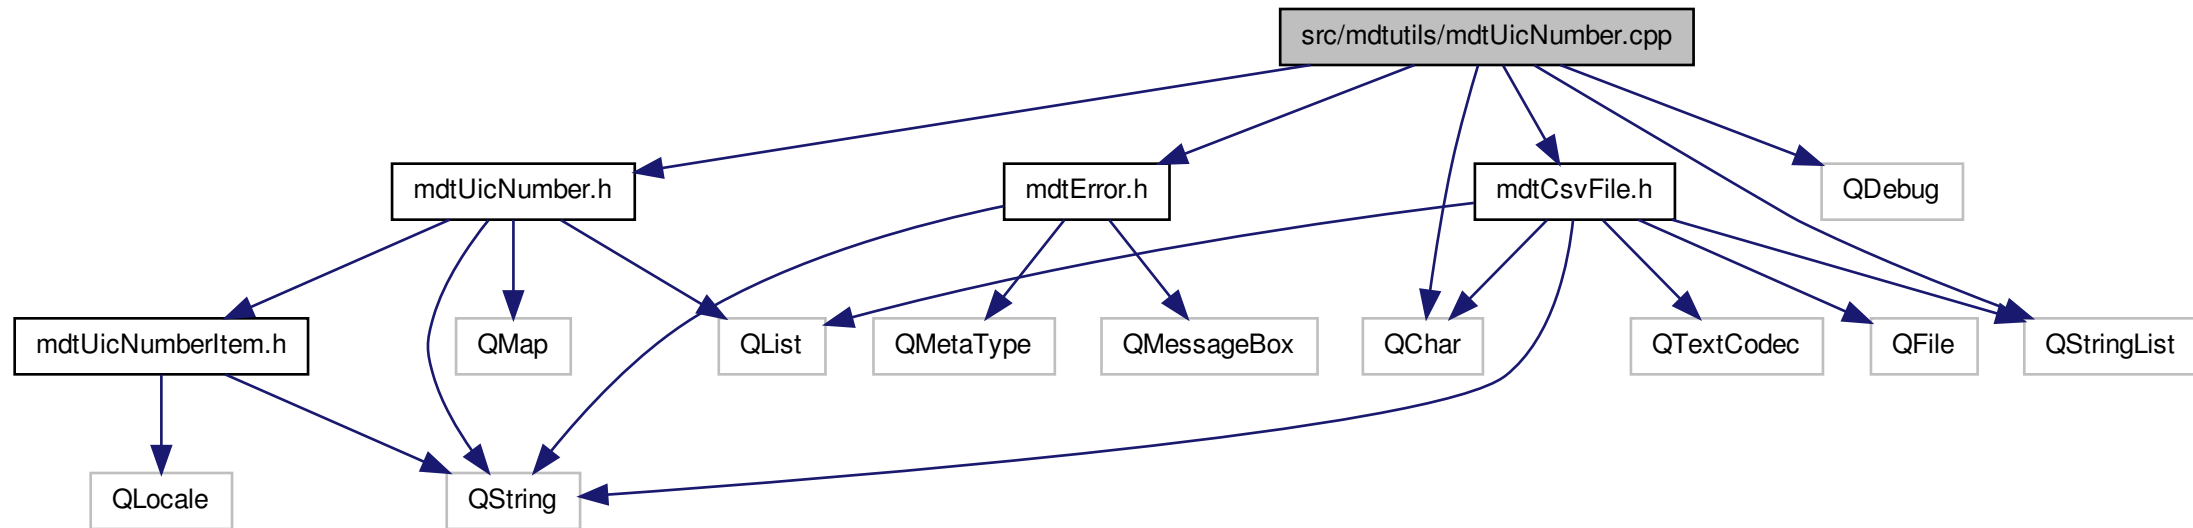 src/mdtutils/mdtUicNumber.cpp
mdtUicNumber.h
mdtError.h
mdtCsvFile.h
QDebug
mdtUicNumberItem.h
QMap
QList
QMetaType
QMessageBox
QChar
QTextCodec
QFile
QStringList
QLocale
QString